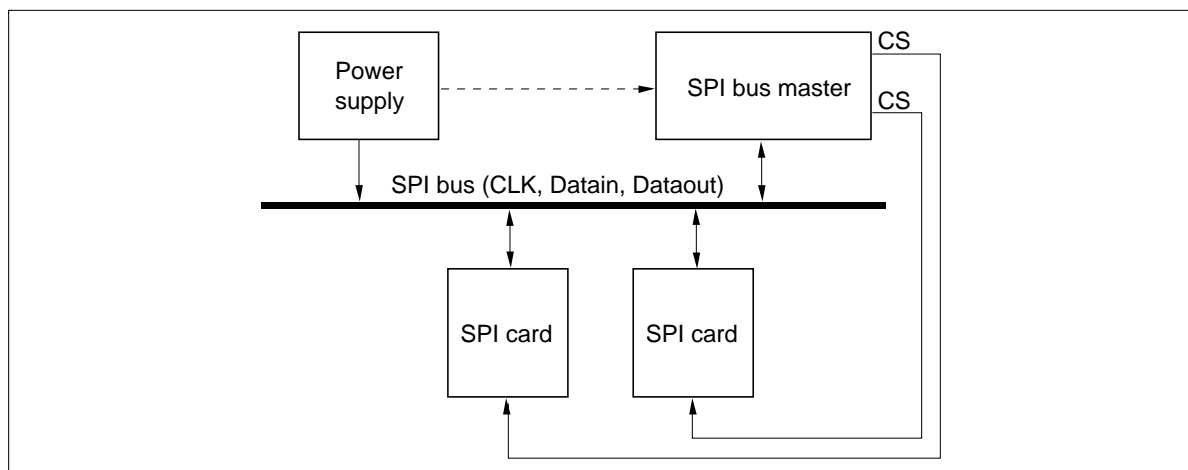 CS
Power
supply
SPI bus master
CS
SPI bus (CLK, Datain, Dataout)
SPI card
SPI card